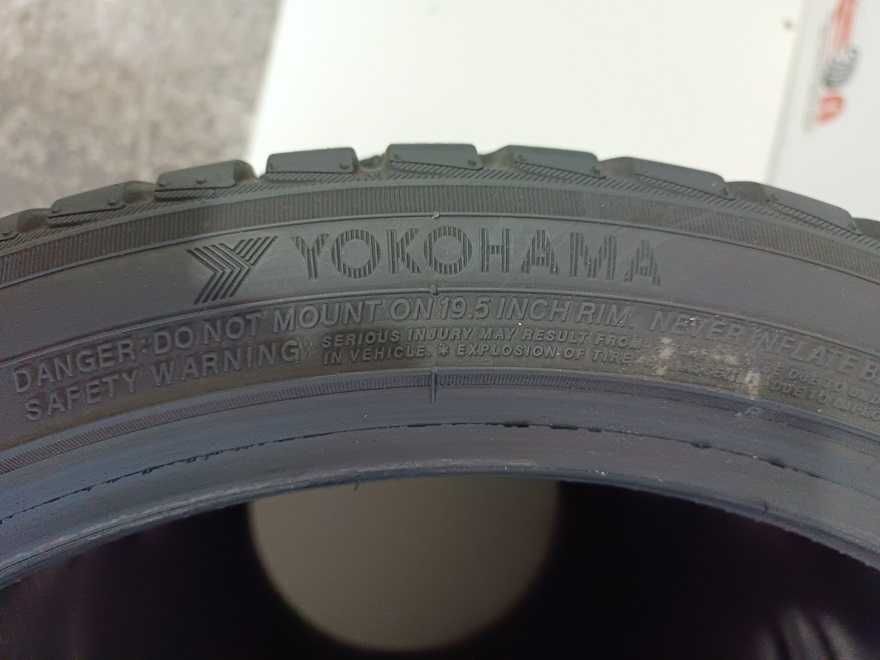 YOKOHAMA
DANGER: DO NOT MOUNT ON 19.5 INCH RIM. NEVER INFLATE
SAFETY WARNING
SERIOUS INJURY MAY RESULT FROM
IN VEHICLE. * EXPLOSION OF TIRE